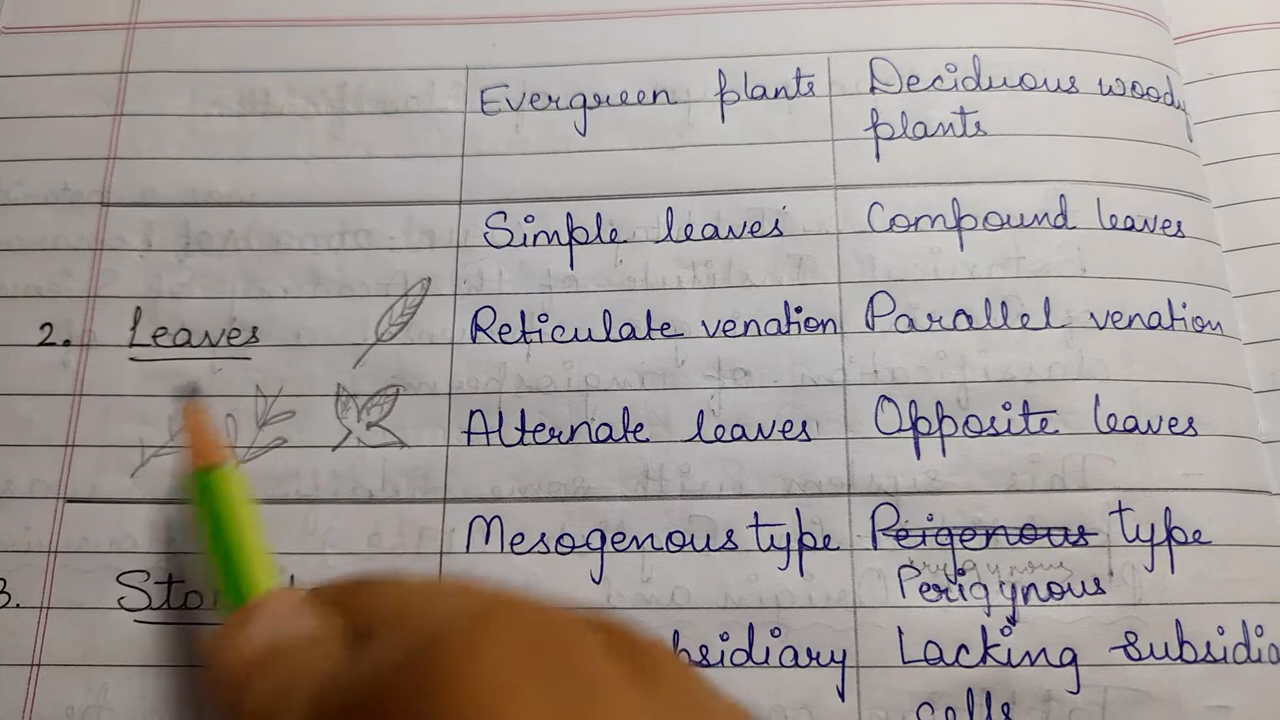 Evergreen plants Deciduous woody
plants
Simple leaves Compound leaves
2. Leaves Reticulate venation Parallel venation
Alternate leaves Opposite leaves
Mesogenous type Peigenous type
3. Sto Perigynous
bsidiary Lacking subsidia
cells